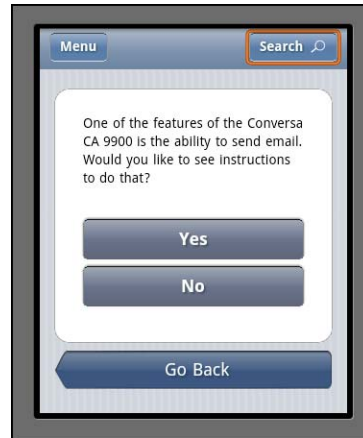 Menu
Search
One of the features of the Conversa
CA 9900 is the ability to send email.
Would you like to see instructions
to do that?
Yes
No
Go Back